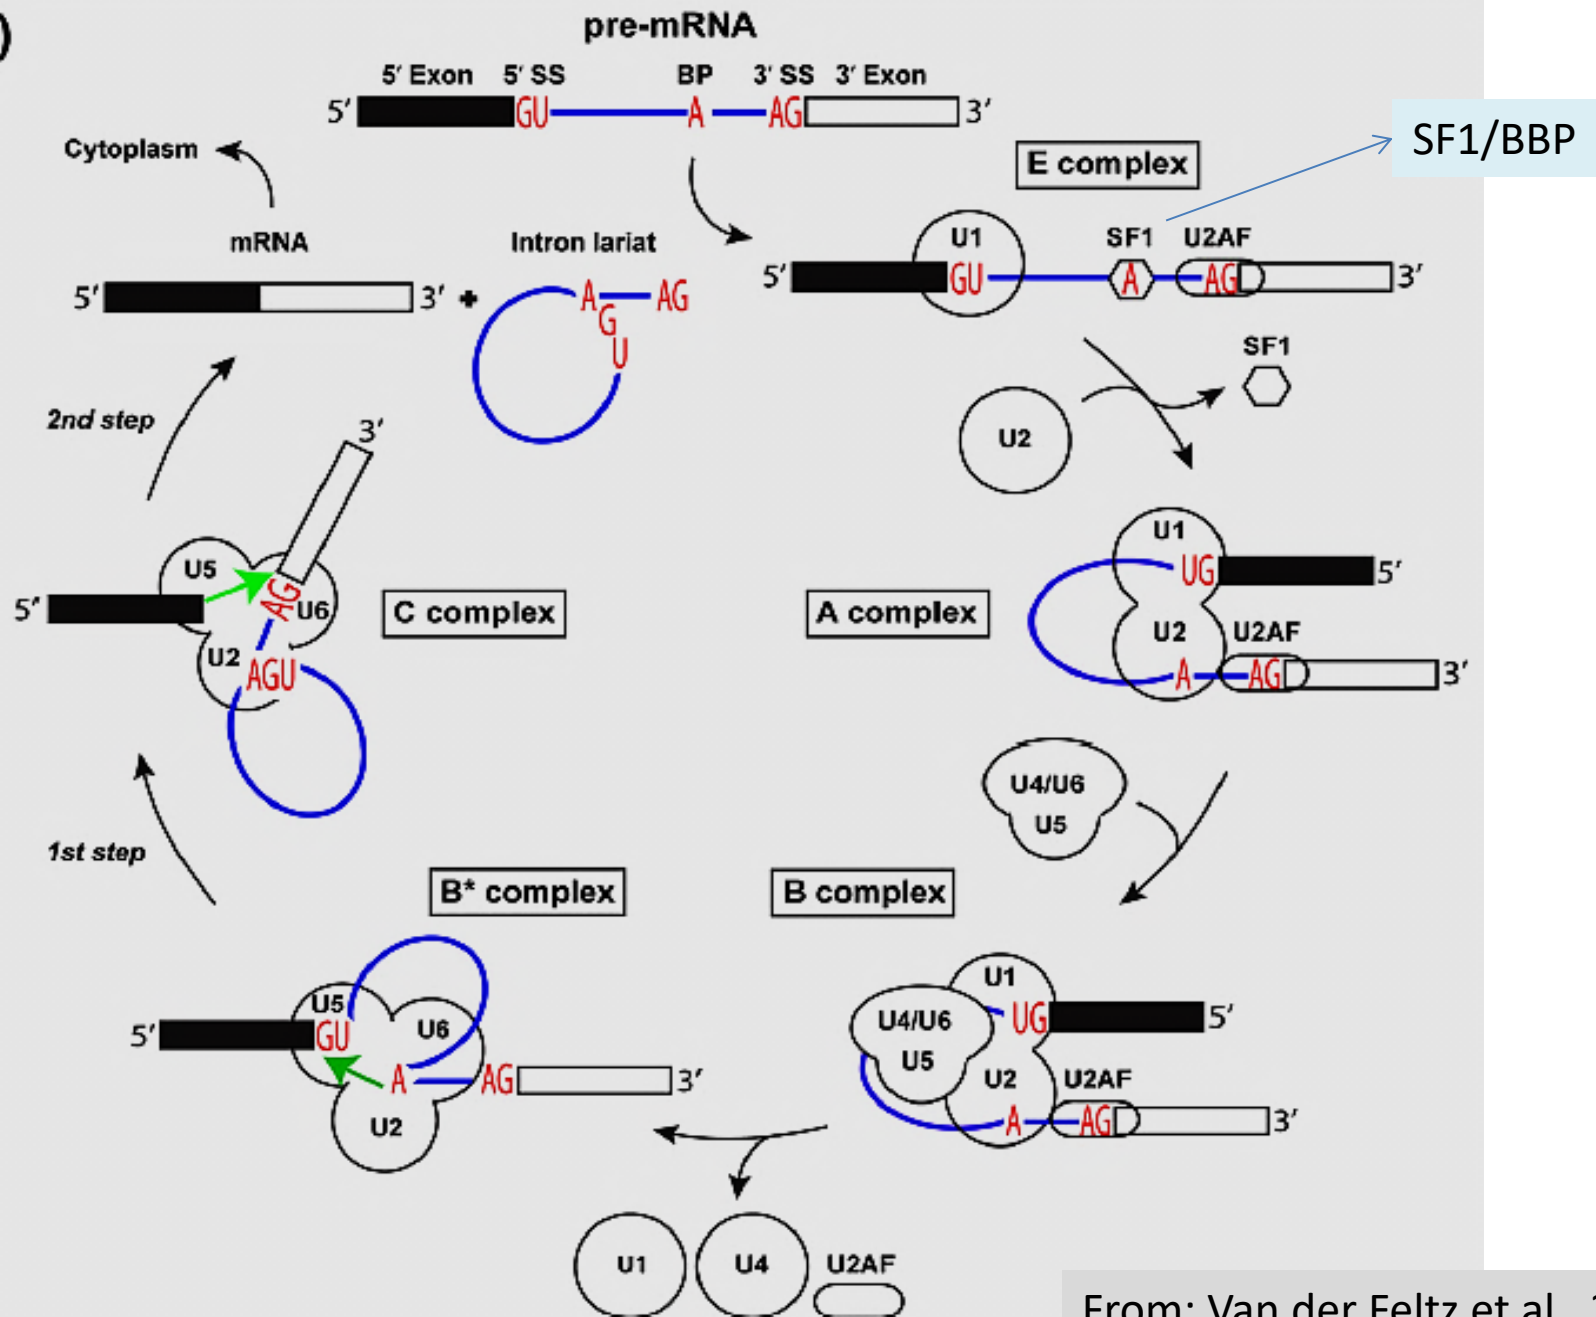 )
pre-mRNA
5′ Exon 5′ SS BP 3′ SS 3′ Exon
5′ GU A AG 3′
SF1/BBP
Cytoplasm
E complex
mRNA
Intron lariat
U1 SF1 U2AF
5′ GU A AG 3′
5′ 3′ +
A AG
G
U
SF1
U2
2nd step
3′
U1
UG 5′
U5
AG
5′ U6
C complex
A complex
U2 U2AF
A AG 3′
U2
AGU
U4/U6
U5
1st step
B* complex
B complex
U1
U4/U6 UG 5′
U5
U2 U2AF
A AG 3′
U5
5′ GU U6
A AG 3′
U2
U1 U4 U2AF
From: Van der Feltz et al.